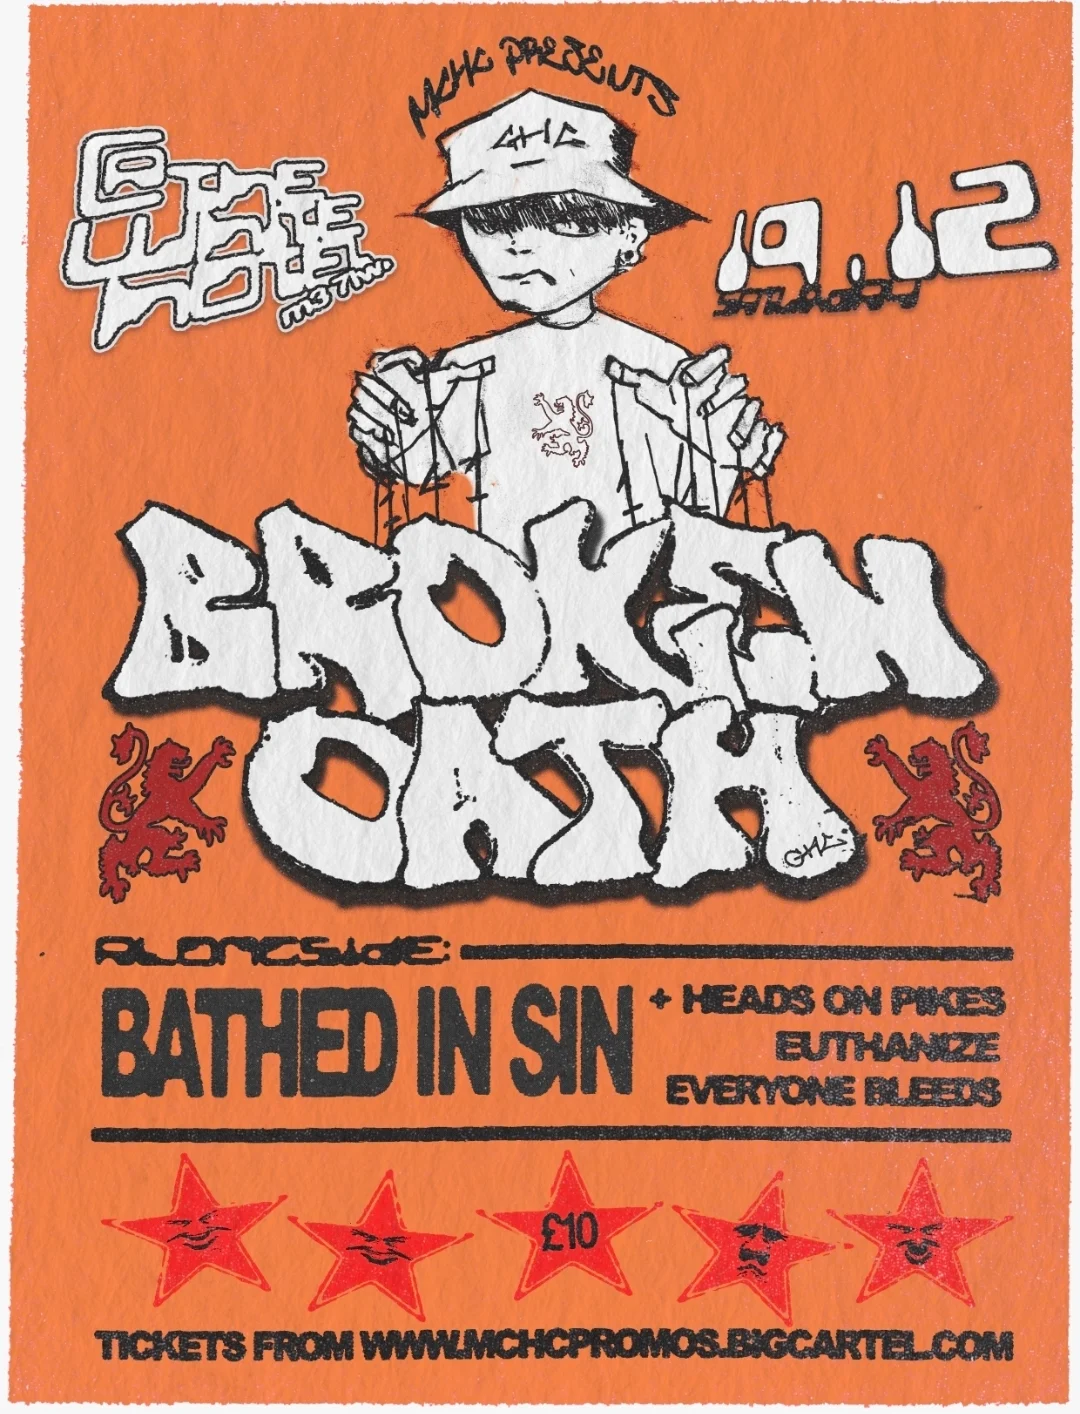 MCHC PRESENTS
GHC
@ THE
WHITE
HOTEL
M3 7LW.
19.12
SATURDAY
BROKEN
OATH
GHC
ALONGSIDE:
BATHED IN SIN
+ HEADS ON PIKES
EUTHANIZE
EVERYONE BLEEDS
£10
TICKETS FROM WWW.MCHCPROMOS.BIGCARTEL.COM